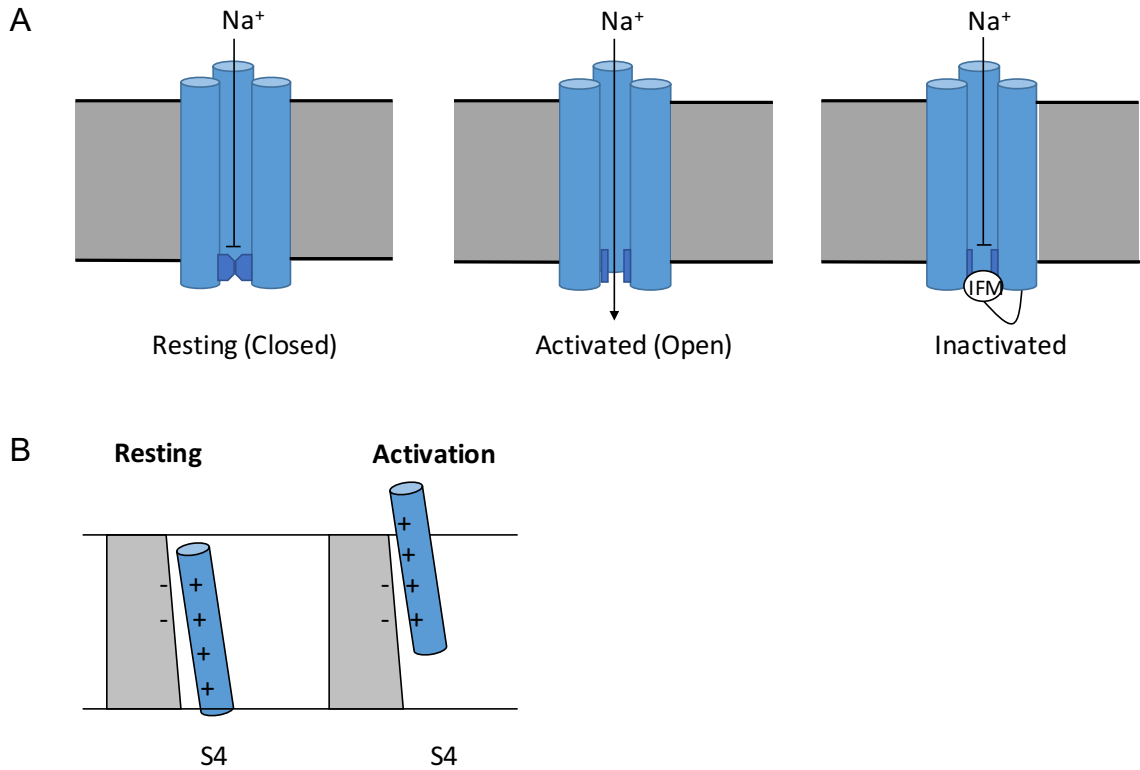 A
Na⁺ Na⁺ Na⁺
IFM
Resting (Closed) Activated (Open) Inactivated
B
Resting Activation
+
+
- + - +
- + - +
+
+
S4 S4